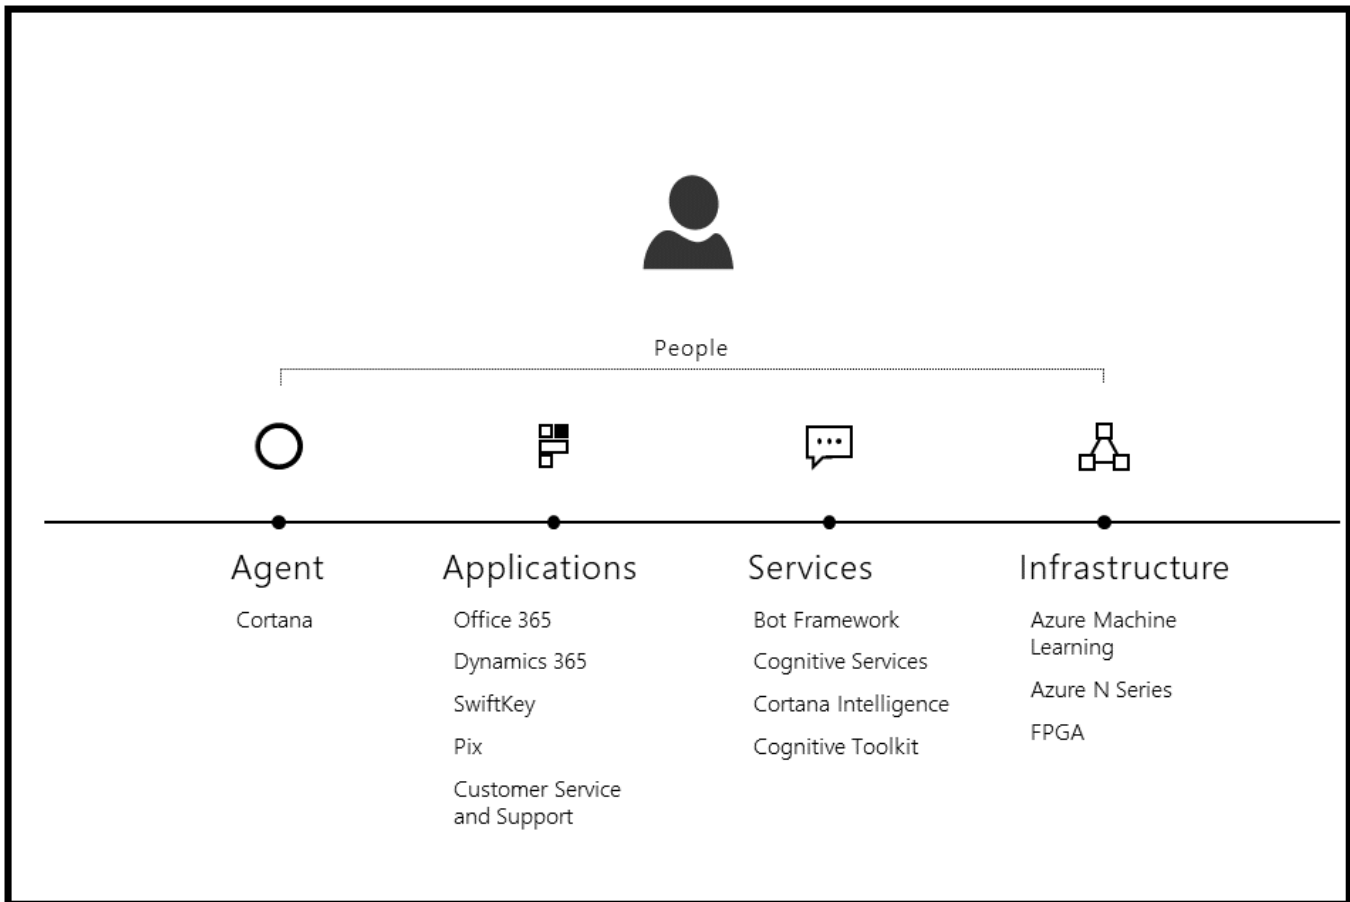 People
Agent
Cortana
Applications
Office 365
Dynamics 365
SwiftKey
Pix
Customer Service
and Support
Services
Bot Framework
Cognitive Services
Cortana Intelligence
Cognitive Toolkit
Infrastructure
Azure Machine
Learning
Azure N Series
FPGA